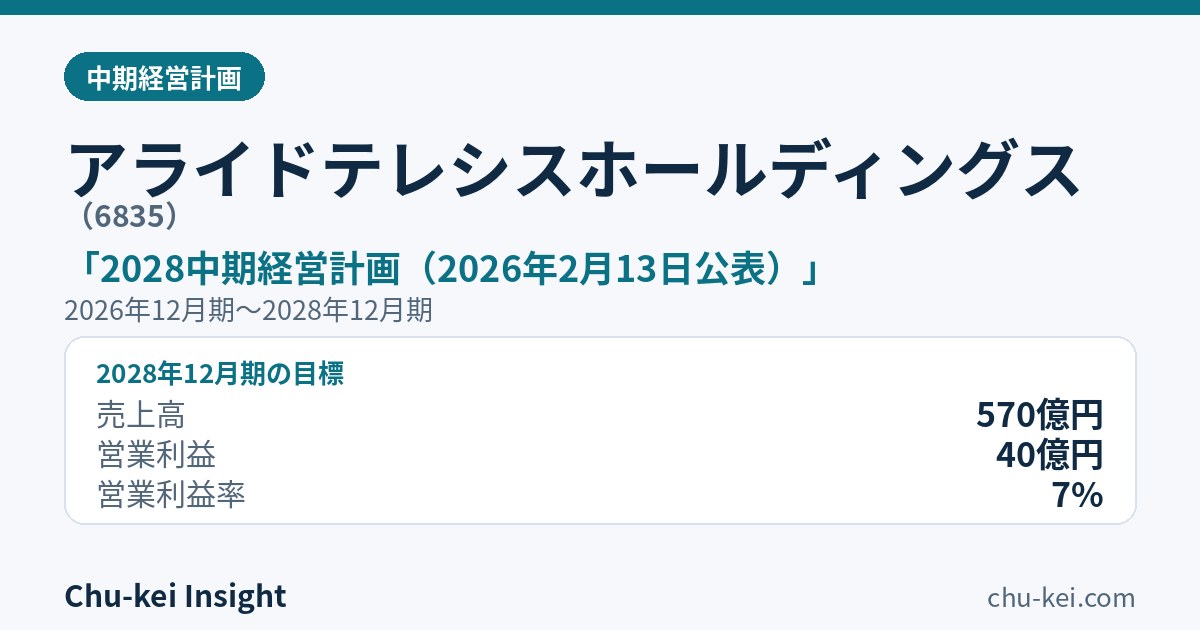 中期経営計画
アライドテレシスホールディングス
（6835）
「2028中期経営計画（2026年2月13日公表）」
2026年12月期～2028年12月期
2028年12月期の目標
売上高 570億円
営業利益 40億円
営業利益率 7%
Chu-kei Insight chu-kei.com